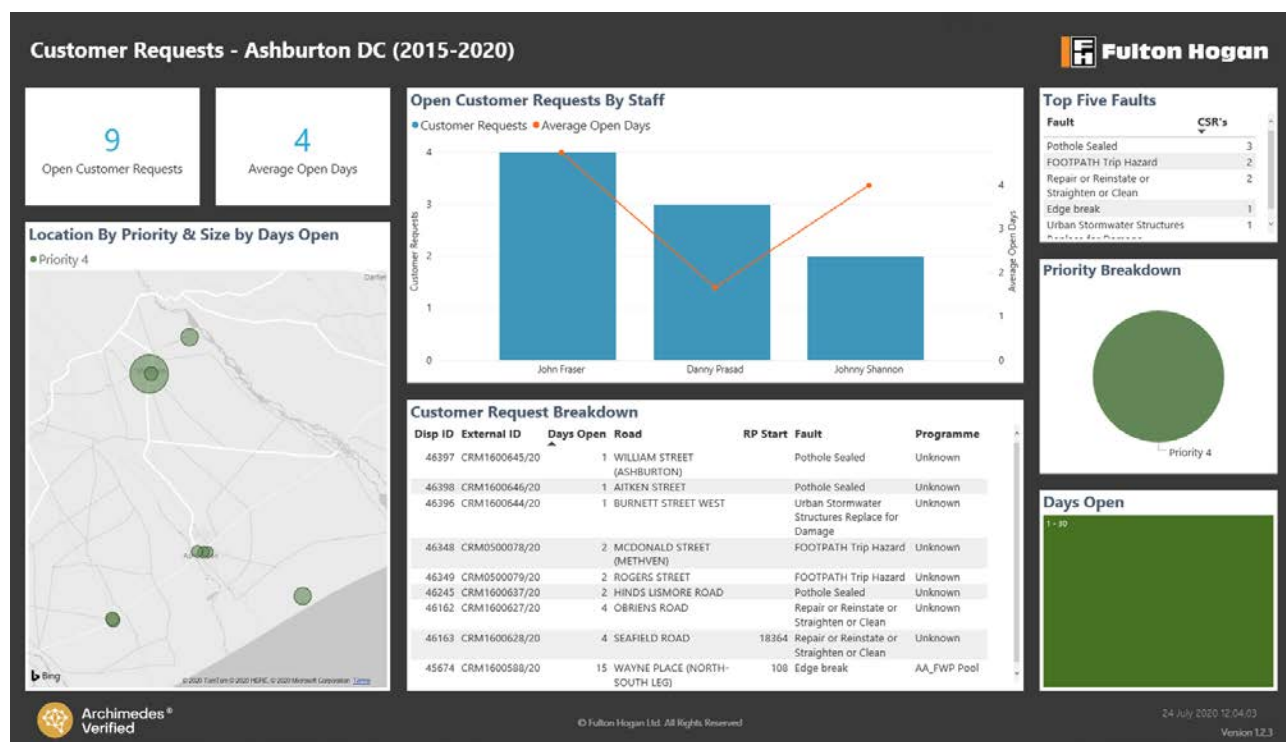 Customer Requests - Ashburton DC (2015-2020)
Fulton Hogan
9
Open Customer Requests
4
Average Open Days
Location By Priority & Size by Days Open
Priority 4
Bing
© 2020 TomTom © 2020 HERE, © 2020 Microsoft Corporation Terms
Open Customer Requests By Staff
Customer Requests Average Open Days
4
3
2
1
0
Customer Requests
4
3
2
1
0
Average Open Days
John Fraser Danny Prasad Johnny Shannon
Customer Request Breakdown
Disp ID External ID Days Open Road RP Start Fault Programme
46397 CRM1600645/20 1 WILLIAM STREET Pothole Sealed Unknown
(ASHBURTON)
46398 CRM1600646/20 1 AITKEN STREET Pothole Sealed Unknown
46396 CRM1600644/20 1 BURNETT STREET WEST Urban Stormwater Unknown
Structures Replace for
Damage
46348 CRM0500078/20 2 MCDONALD STREET FOOTPATH Trip Hazard Unknown
(METHVEN)
46349 CRM0500079/20 2 ROGERS STREET FOOTPATH Trip Hazard Unknown
46245 CRM1600637/20 2 HINDS LISMORE ROAD Pothole Sealed Unknown
46162 CRM1600627/20 4 OBRIENS ROAD Repair or Reinstate or Unknown
Straighten or Clean
46163 CRM1600628/20 4 SEAFIELD ROAD 18364 Repair or Reinstate or Unknown
Straighten or Clean
45674 CRM1600588/20 15 WAYNE PLACE (NORTH- 108 Edge break AA_FWP Pool
SOUTH LEG)
Top Five Faults
Fault CSR's
Pothole Sealed 3
FOOTPATH Trip Hazard 2
Repair or Reinstate or 2
Straighten or Clean
Edge break 1
Urban Stormwater Structures 1
Replace for Damage
Priority Breakdown
Priority 4
Days Open
1 - 30
Archimedes®
Verified
© Fulton Hogan Ltd. All Rights Reserved
24 July 2020 12.04.03
Version 1.2.3